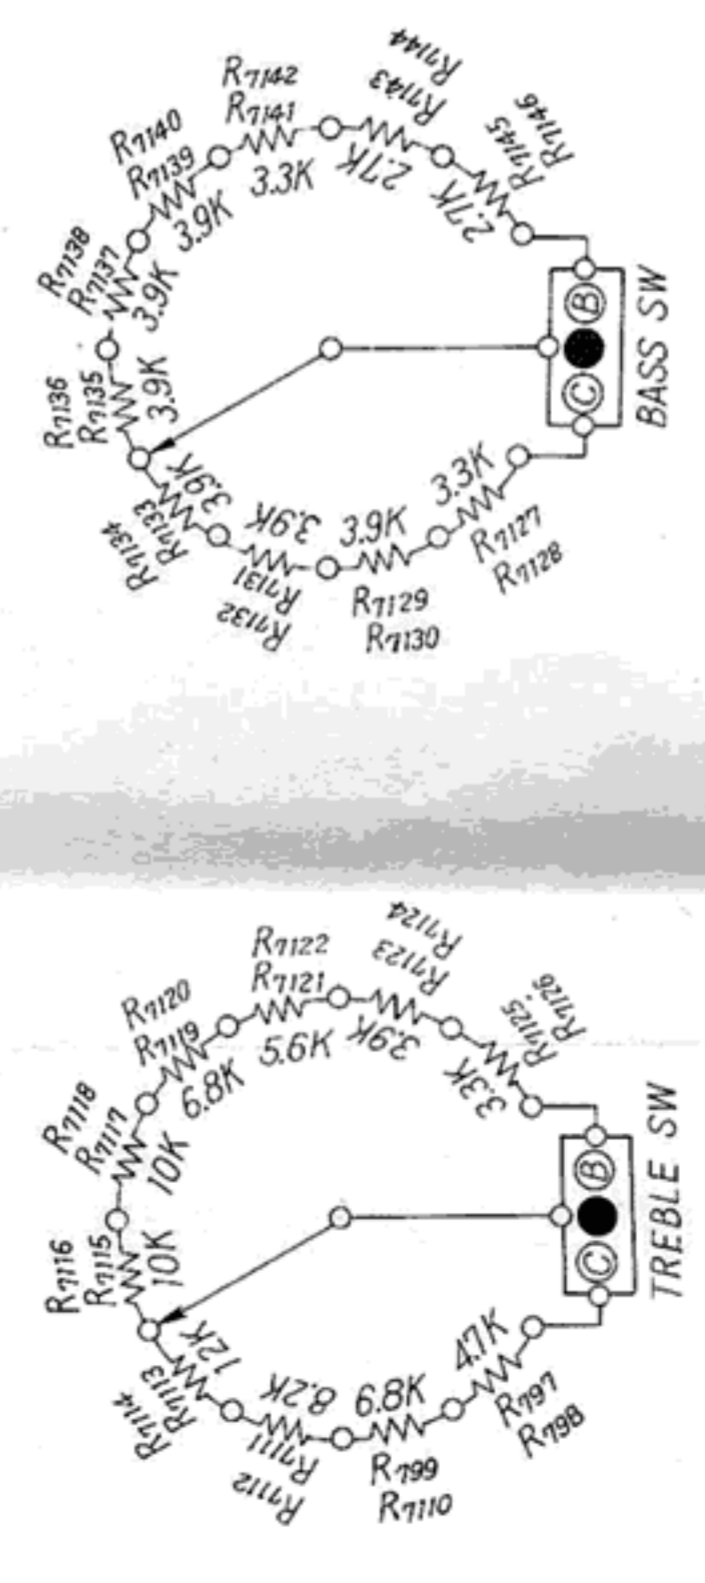 R7144
R7143
2.7K
R7142
R7141
3.3K
R7146
R7145
2.7K
R7140
R7139
3.9K
R7138
R7137
3.9K
B
C
BASS SW
R7136
R7135
3.9K
R7134
R7133
3.9K
3.9K
R7131
R7132
3.9K
R7129
R7130
3.3K
R7127
R7128
R7124
R7123
3.9K
R7122
R7121
5.6K
R7126
R7125
3.3K
R7120
R7119
6.8K
R7118
R7117
10K
B
C
TREBLE SW
R7116
R7115
10K
R7114
R7113
12K
8.2K
R7111
R7112
6.8K
R799
R7110
4.7K
R797
R798